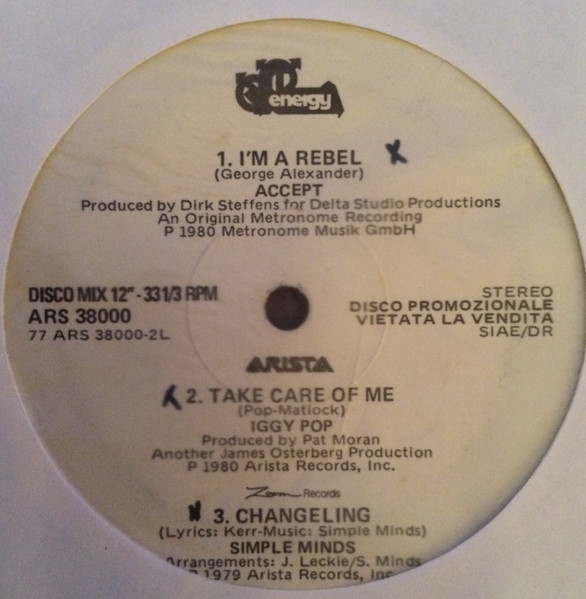 energy
1. I'M A REBEL
(George Alexander)
ACCEPT
Produced by Dirk Steffens for Delta Studio Productions
An Original Metronome Recording
P 1980 Metronome Musik GmbH
DISCO MIX 12" - 33 1/3 RPM
ARS 38000
77 ARS 38000-2L
STEREO
DISCO PROMOZIONALE
VIETATA LA VENDITA
SIAE/DR
ARISTA
2. TAKE CARE OF ME
(Pop-Matlock)
IGGY POP
Produced by Pat Moran
Another James Osterberg Production
P 1980 Arista Records, Inc.
Zoom Records
3. CHANGELING
(Lyrics: Kerr-Music: Simple Minds)
SIMPLE MINDS
Arrangements: J. Leckie/S. Minds
P 1979 Arista Records, Inc